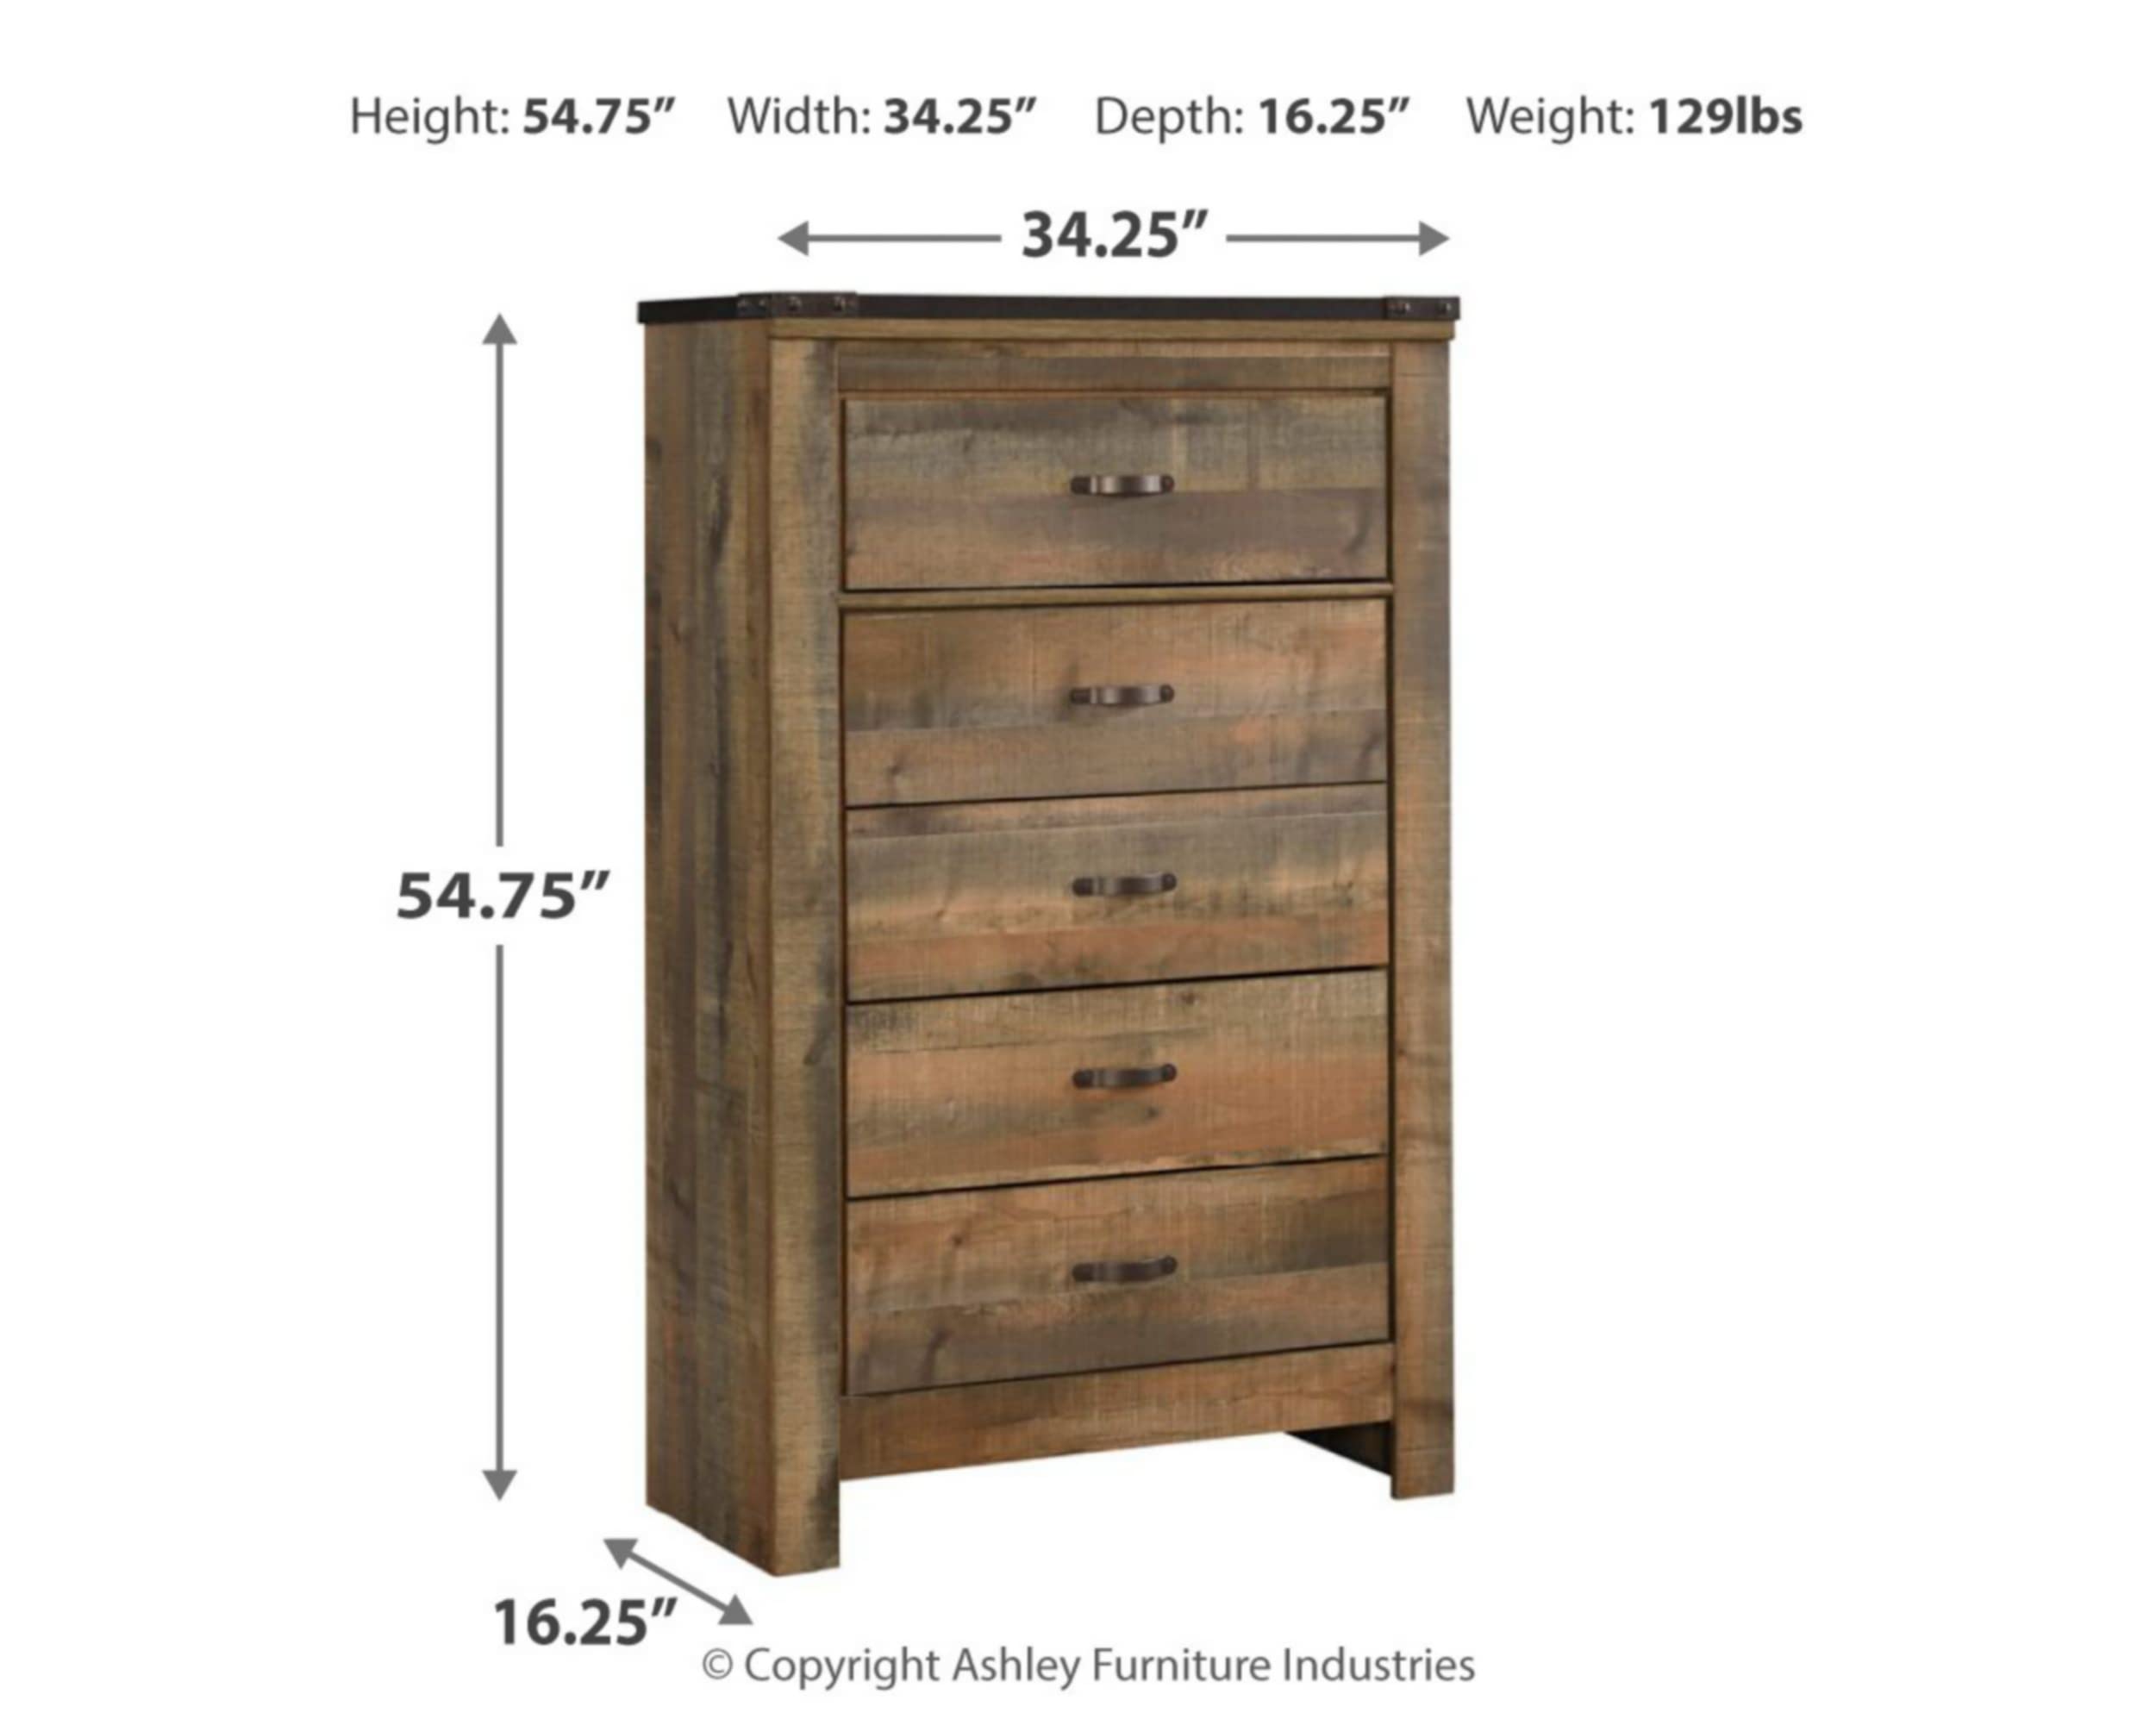 Height: 54.75” Width: 34.25” Depth: 16.25” Weight: 129lbs
34.25”
54.75”
16.25”
© Copyright Ashley Furniture Industries